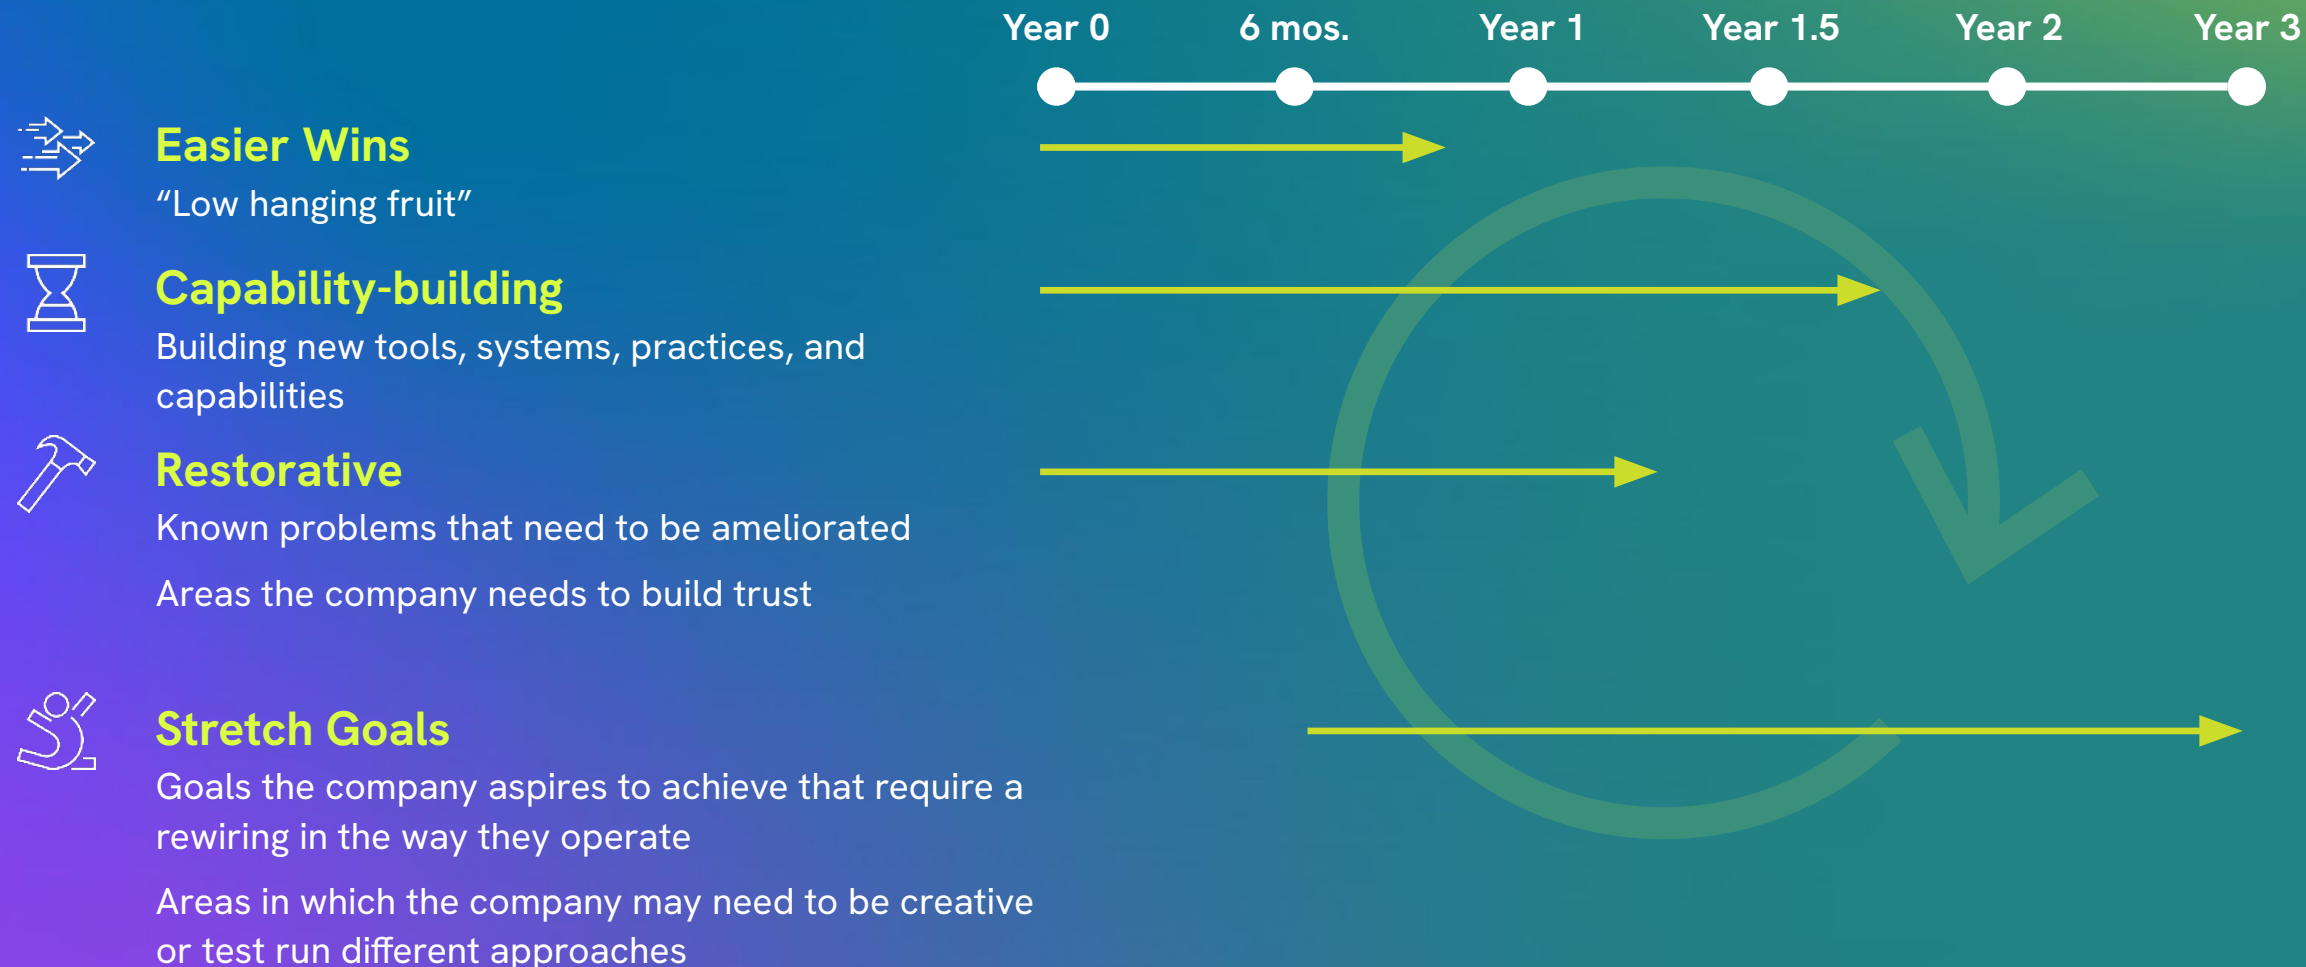 Year 0 6 mos. Year 1 Year 1.5 Year 2 Year 3
Easier Wins
“Low hanging fruit”
Capability-building
Building new tools, systems, practices, and
capabilities
Restorative
Known problems that need to be ameliorated
Areas the company needs to build trust
Stretch Goals
Goals the company aspires to achieve that require a
rewiring in the way they operate
Areas in which the company may need to be creative
or test run different approaches